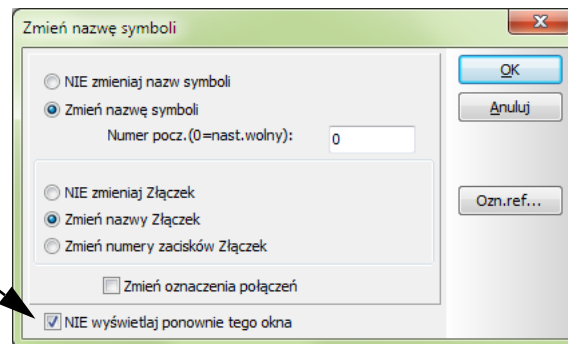 Zmień nazwę symboli
NIE zmieniaj nazw symboli
Zmień nazwę symboli
Numer pocz.(0=nast.wolny): 0
NIE zmieniaj Złączek
Zmień nazwy Złączek
Zmień numery zacisków Złączek
Zmień oznaczenia połączeń
NIE wyświetlaj ponownie tego okna
OK
Anuluj
Ozn.ref...